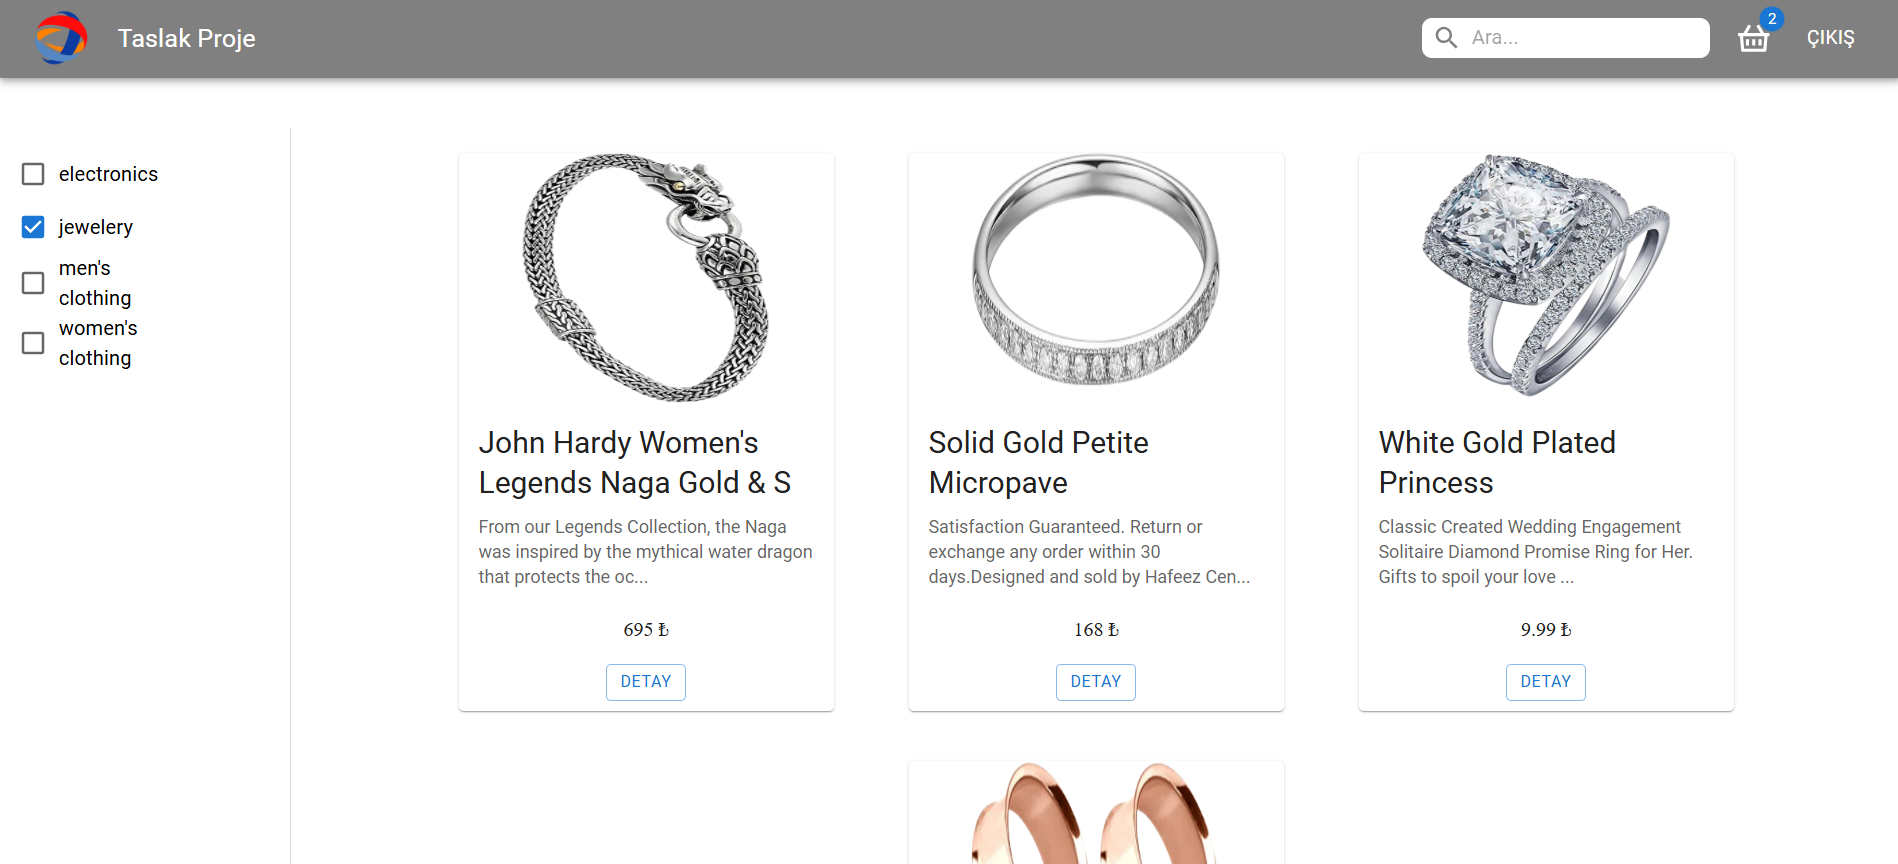 Taslak Proje
Ara...
2
ÇIKIŞ
electronics
jewelery
men's
clothing
women's
clothing
John Hardy Women's
Legends Naga Gold & S
From our Legends Collection, the Naga
was inspired by the mythical water dragon
that protects the oc...
695 ₺
DETAY
Solid Gold Petite
Micropave
Satisfaction Guaranteed. Return or
exchange any order within 30
days.Designed and sold by Hafeez Cen...
168 ₺
DETAY
White Gold Plated
Princess
Classic Created Wedding Engagement
Solitaire Diamond Promise Ring for Her.
Gifts to spoil your love ...
9.99 ₺
DETAY